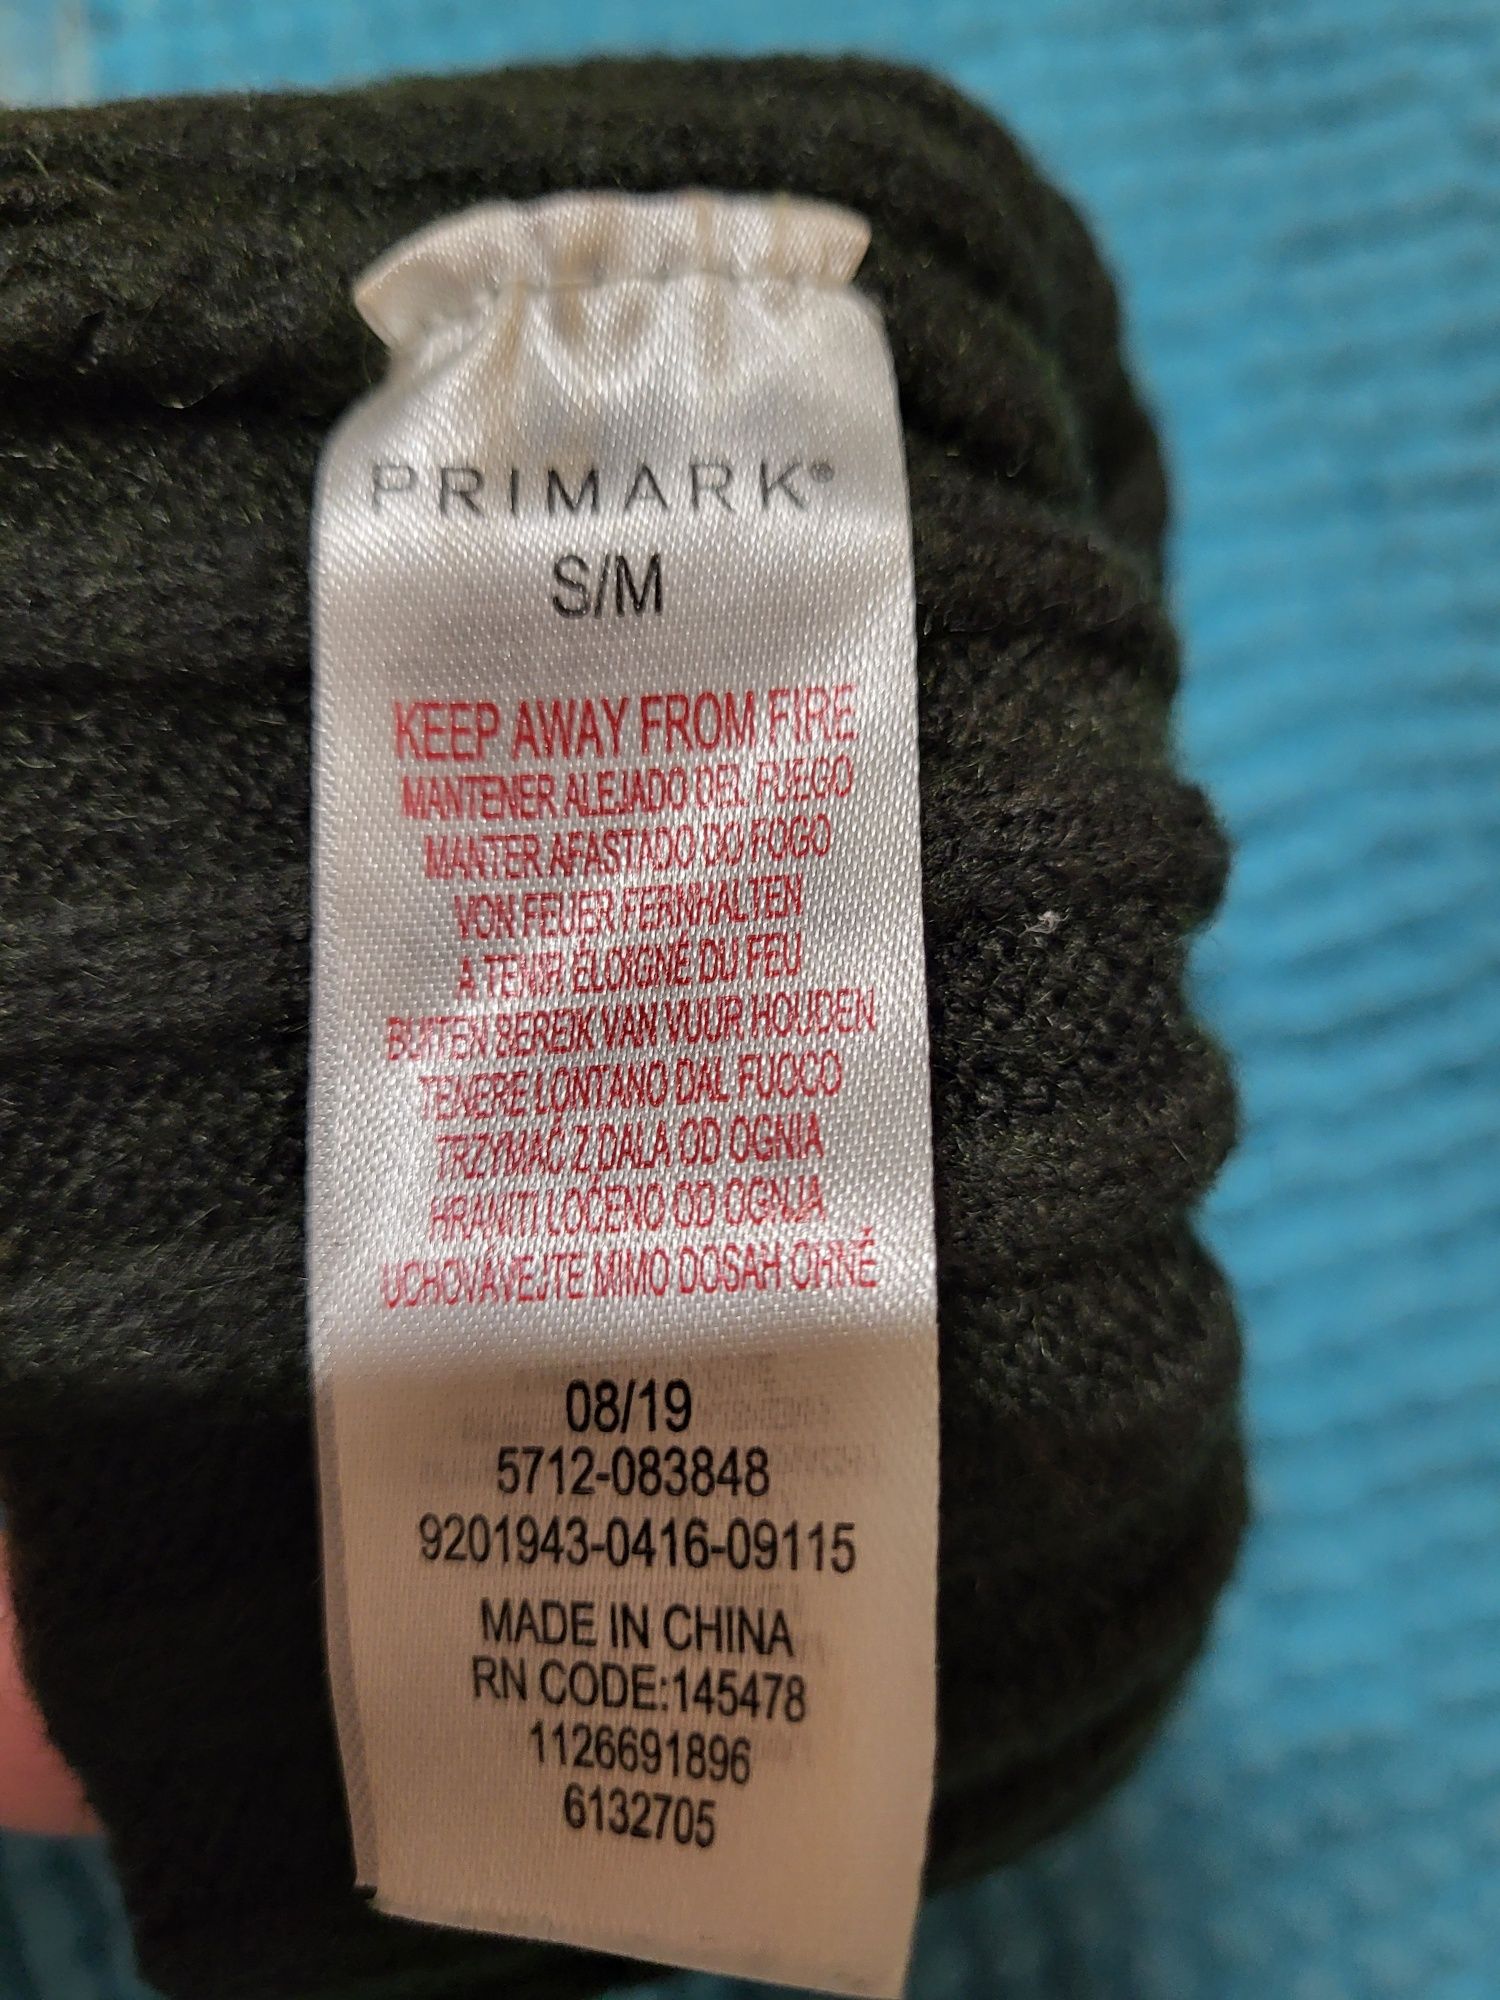 PRIMARK®
S/M
KEEP AWAY FROM FIRE
MANTENER ALEJADO DEL FUEGO
MANTER AFASTADO DO FOGO
VON FEUER FERNHALTEN
A TENIR ÉLOIGNÉ DU FEU
BUITEN BEREIK VAN VUUR HOUDEN
TENERE LONTANO DAL FUOCO
TRZYMAĆ Z DALA OD OGNIA
HRANITI LOČENO OD OGNJA
UCHOVÁVEJTE MIMO DOSAH OHNĚ
08/19
5712-083848
9201943-0416-09115
MADE IN CHINA
RN CODE:145478
1126691896
6132705